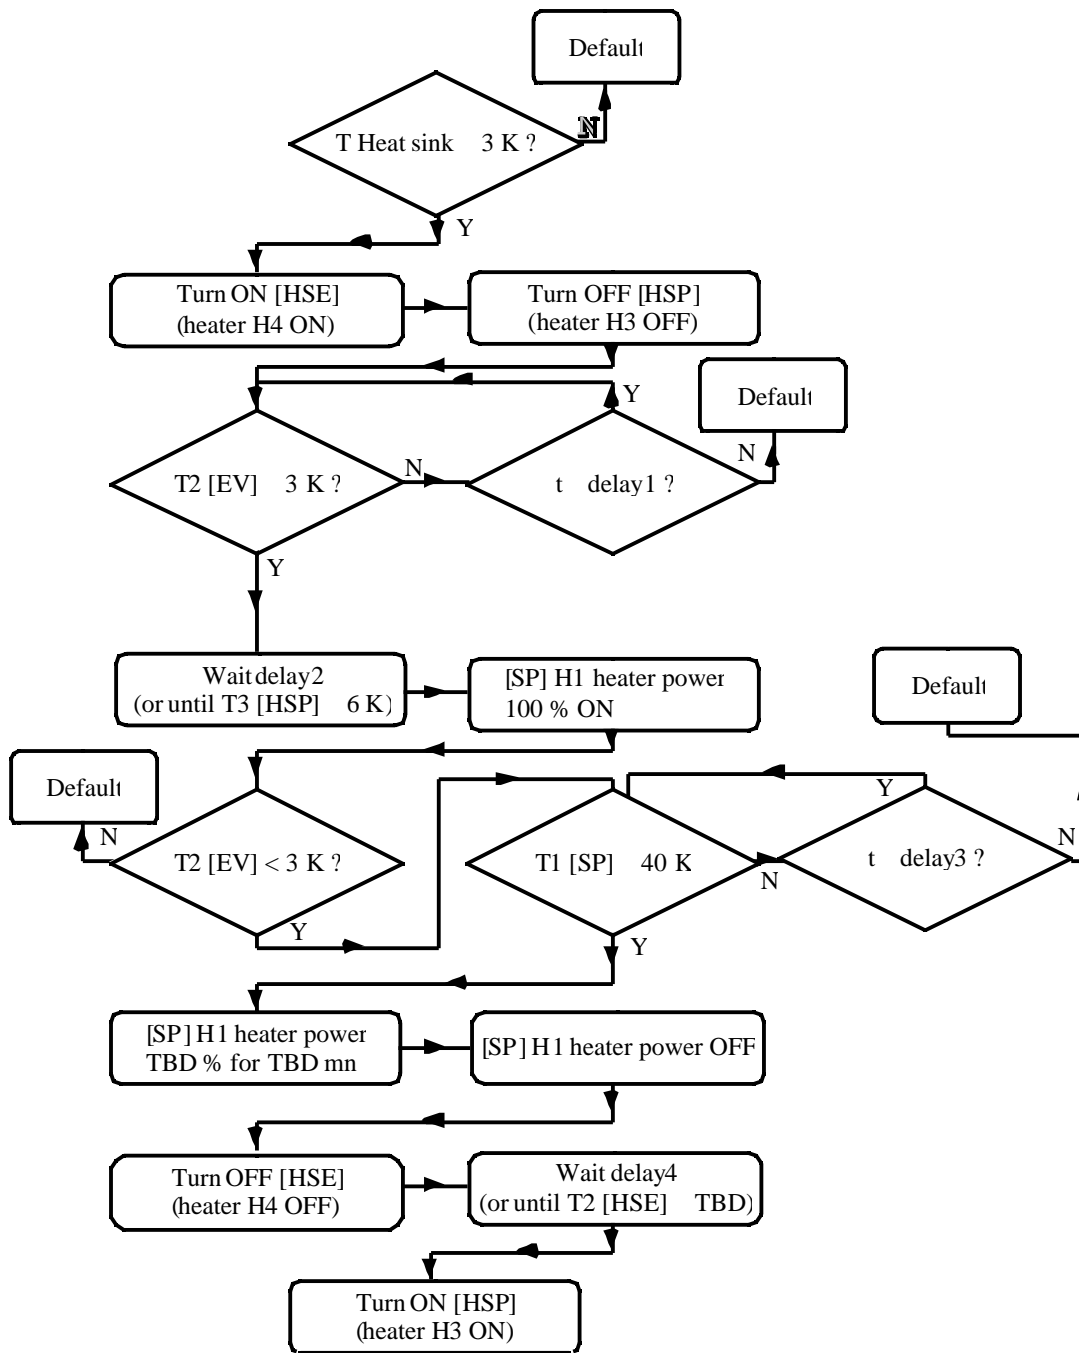 Default
T Heat sink 3 K ?
N
Y
Turn ON [HSE]
(heater H4 ON)
Turn OFF [HSP]
(heater H3 OFF)
Y
Default
N
T2 [EV] 3 K ?
N
t delay1 ?
Y
Wait delay2
(or until T3 [HSP] 6 K)
[SP] H1 heater power
100 % ON
Default
Default
N
T2 [EV] < 3 K ?
Y
T1 [SP] 40 K
N
Y
t delay3 ?
N
Y
[SP] H1 heater power
TBD % for TBD mn
[SP] H1 heater power OFF
Turn OFF [HSE]
(heater H4 OFF)
Wait delay4
(or until T2 [HSE] TBD)
Turn ON [HSP]
(heater H3 ON)